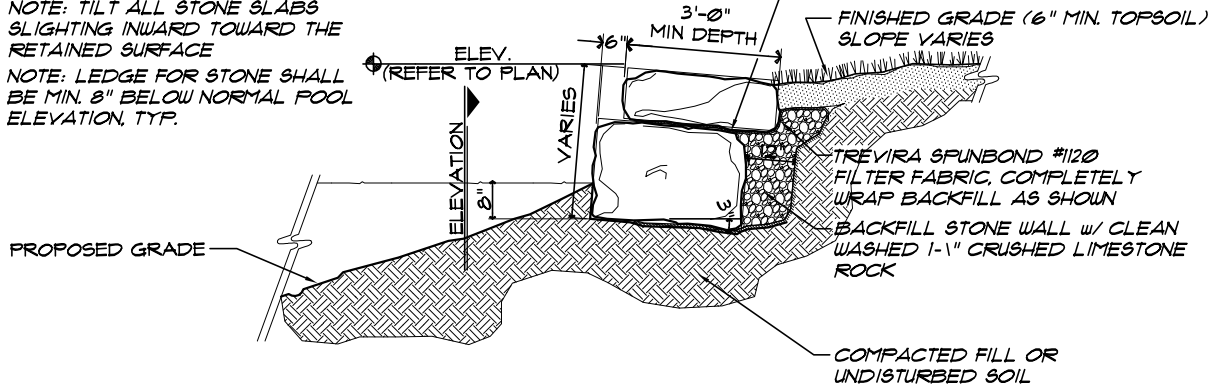 NOTE: TILT ALL STONE SLABS
SLIGHTING INWARD TOWARD THE
RETAINED SURFACE
NOTE: LEDGE FOR STONE SHALL
BE MIN. 8" BELOW NORMAL POOL
ELEVATION, TYP.
ELEV.
(REFER TO PLAN)
6"
3'-0"
MIN DEPTH
FINISHED GRADE (6" MIN. TOPSOIL)
SLOPE VARIES
VARIES
ELEVATION
8"
12"
3"
TREVIRA SPUNBOND #1120
FILTER FABRIC, COMPLETELY
WRAP BACKFILL AS SHOWN
BACKFILL STONE WALL w/ CLEAN
WASHED 1-\" CRUSHED LIMESTONE
ROCK
PROPOSED GRADE
COMPACTED FILL OR
UNDISTURBED SOIL